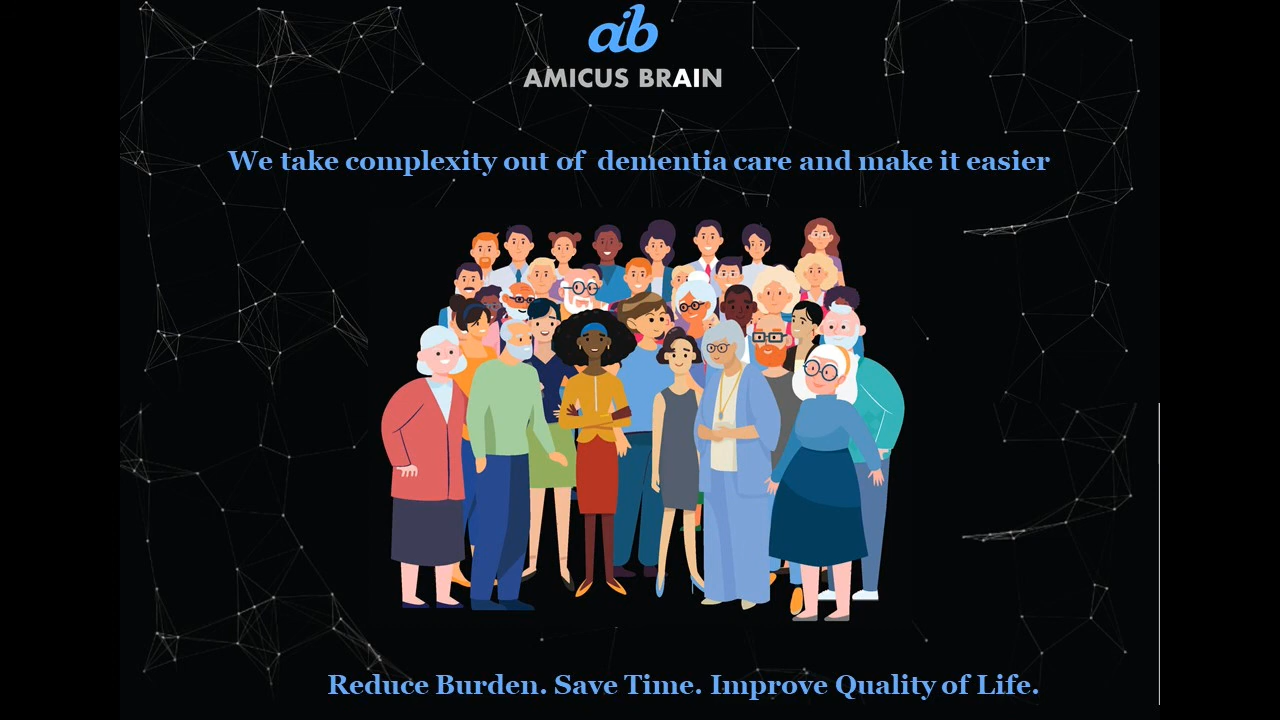 aib
AMICUS BRAIN
We take complexity out of  dementia care and make it easier
Reduce Burden. Save Time. Improve Quality of Life.